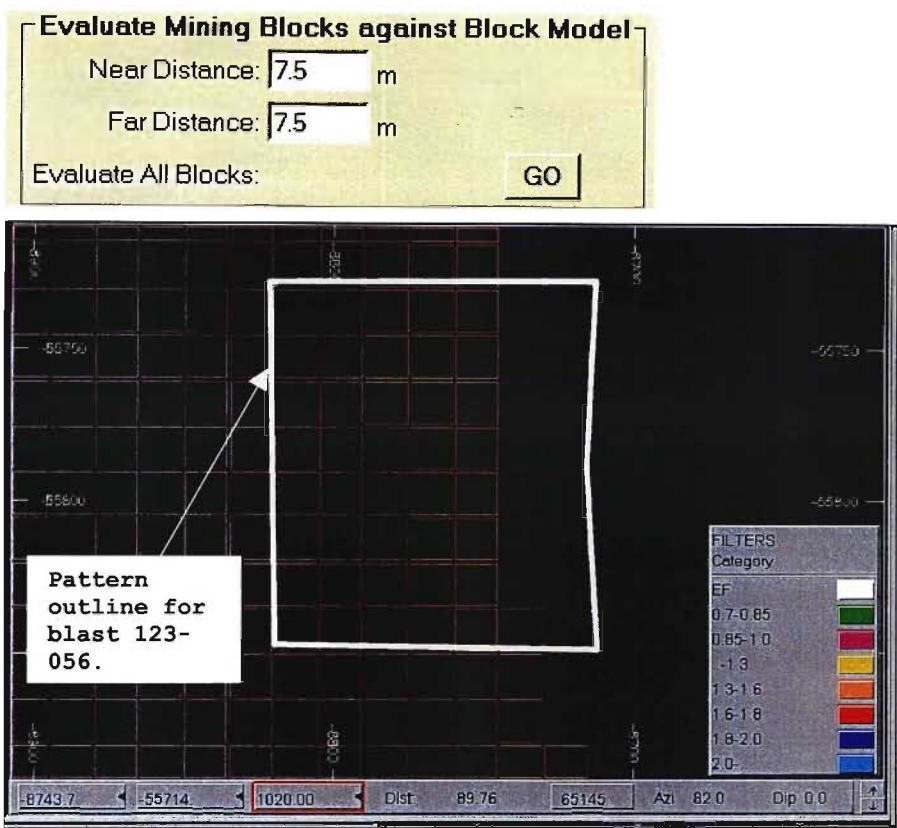 Evaluate Mining Blocks against Block Model
Near Distance: 7.5 m
Far Distance: 7.5 m
Evaluate All Blocks: GO
-55750 -55750
-55800 -55800
Pattern
outline for
blast 123-
056.
FILTERS
Category
EF
0.7-0.85
0.85-1.0
..-1.3
1.3-1.6
1.6-1.8
1.8-2.0
2.0-..
-8743.7 -55714. 1020.00 Dist: 89.76 65145 Azi 82.0 Dip 0.0